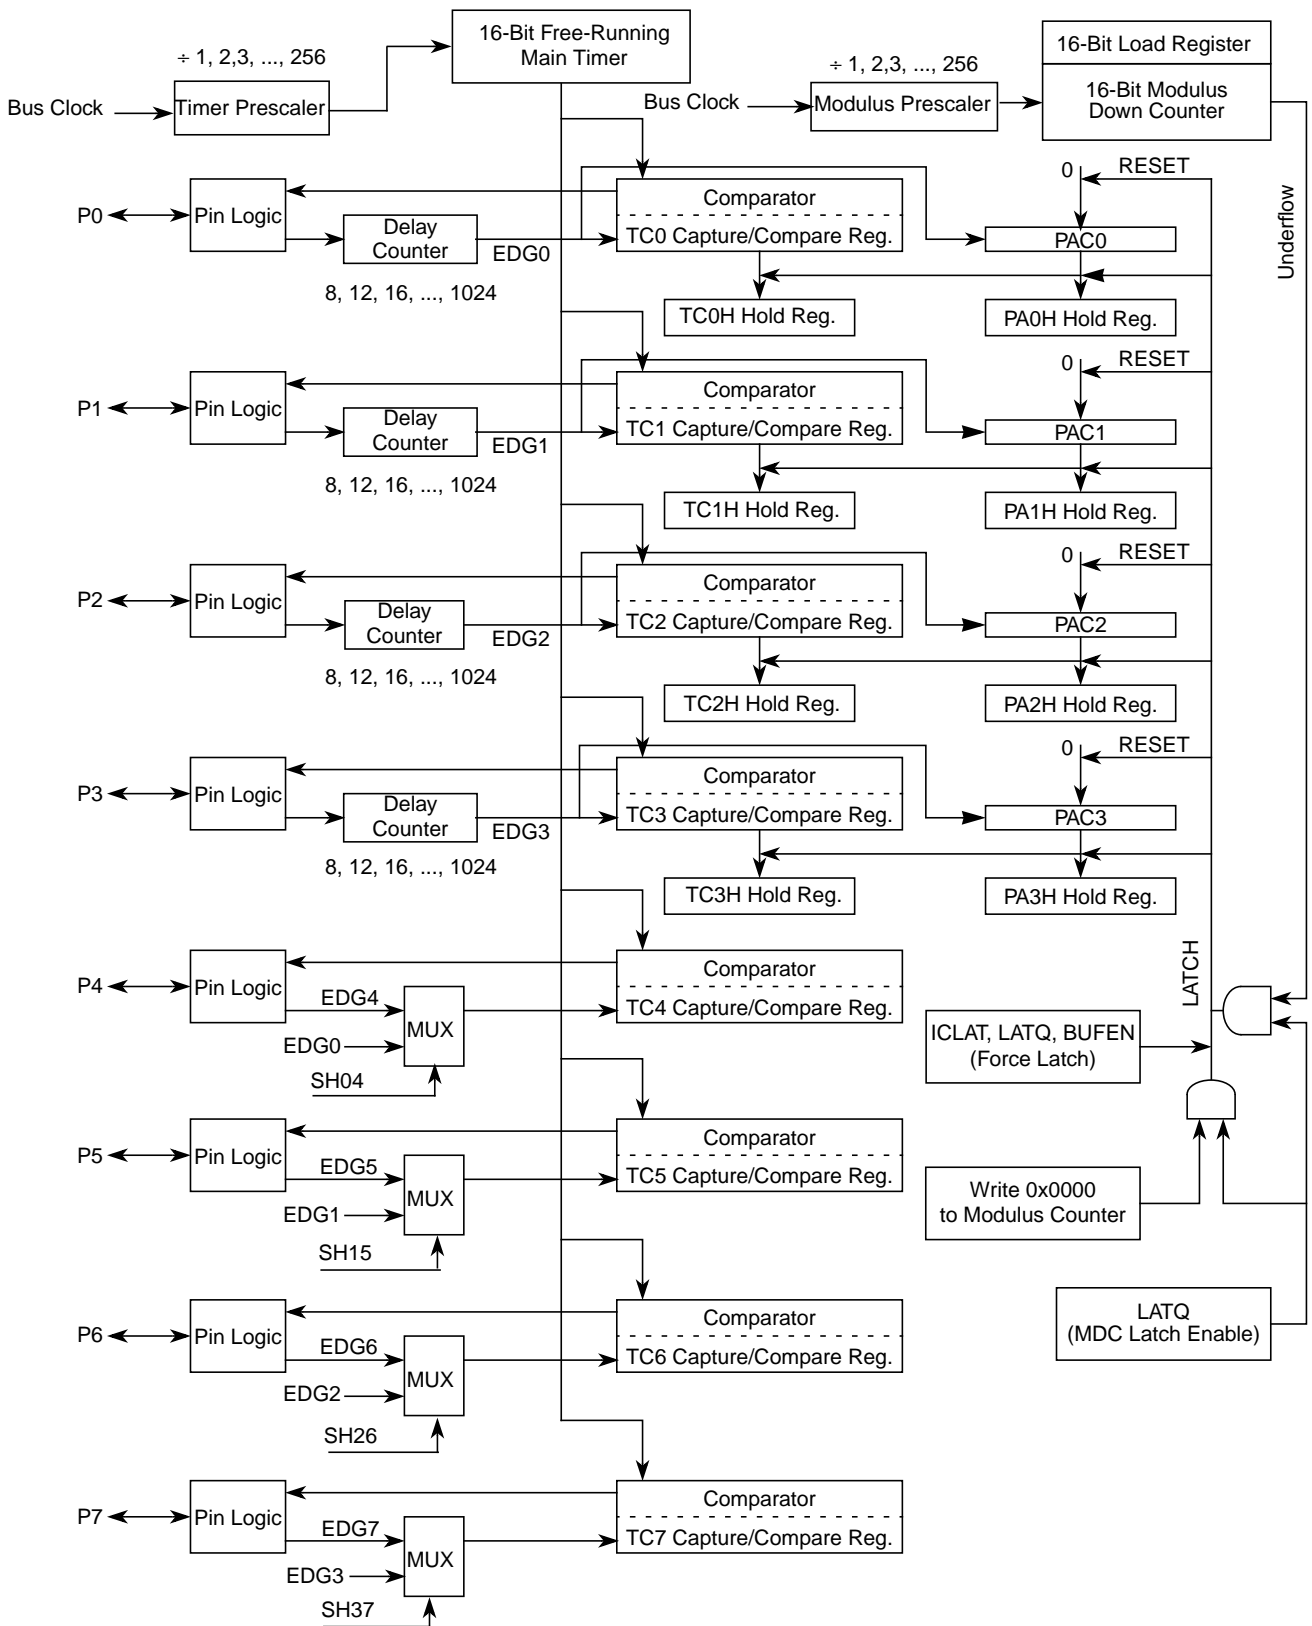 ÷ 1, 2,3, ..., 256
Bus Clock
Timer Prescaler
16-Bit Free-Running
Main Timer
÷ 1, 2,3, ..., 256
Bus Clock
Modulus Prescaler
16-Bit Load Register
16-Bit Modulus
Down Counter
Underflow
P0
Pin Logic
Delay
Counter
EDG0
8, 12, 16, ..., 1024
Comparator
TC0 Capture/Compare Reg.
TC0H Hold Reg.
0
RESET
PAC0
PA0H Hold Reg.
P1
Pin Logic
Delay
Counter
EDG1
8, 12, 16, ..., 1024
Comparator
TC1 Capture/Compare Reg.
TC1H Hold Reg.
0
RESET
PAC1
PA1H Hold Reg.
P2
Pin Logic
Delay
Counter
EDG2
8, 12, 16, ..., 1024
Comparator
TC2 Capture/Compare Reg.
TC2H Hold Reg.
0
RESET
PAC2
PA2H Hold Reg.
P3
Pin Logic
Delay
Counter
EDG3
8, 12, 16, ..., 1024
Comparator
TC3 Capture/Compare Reg.
TC3H Hold Reg.
0
RESET
PAC3
PA3H Hold Reg.
P4
Pin Logic
EDG4
EDG0
MUX
SH04
Comparator
TC4 Capture/Compare Reg.
LATCH
ICLAT, LATQ, BUFEN
(Force Latch)
P5
Pin Logic
EDG5
EDG1
MUX
SH15
Comparator
TC5 Capture/Compare Reg.
Write 0x0000
to Modulus Counter
P6
Pin Logic
EDG6
EDG2
MUX
SH26
Comparator
TC6 Capture/Compare Reg.
LATQ
(MDC Latch Enable)
P7
Pin Logic
EDG7
EDG3
MUX
SH37
Comparator
TC7 Capture/Compare Reg.